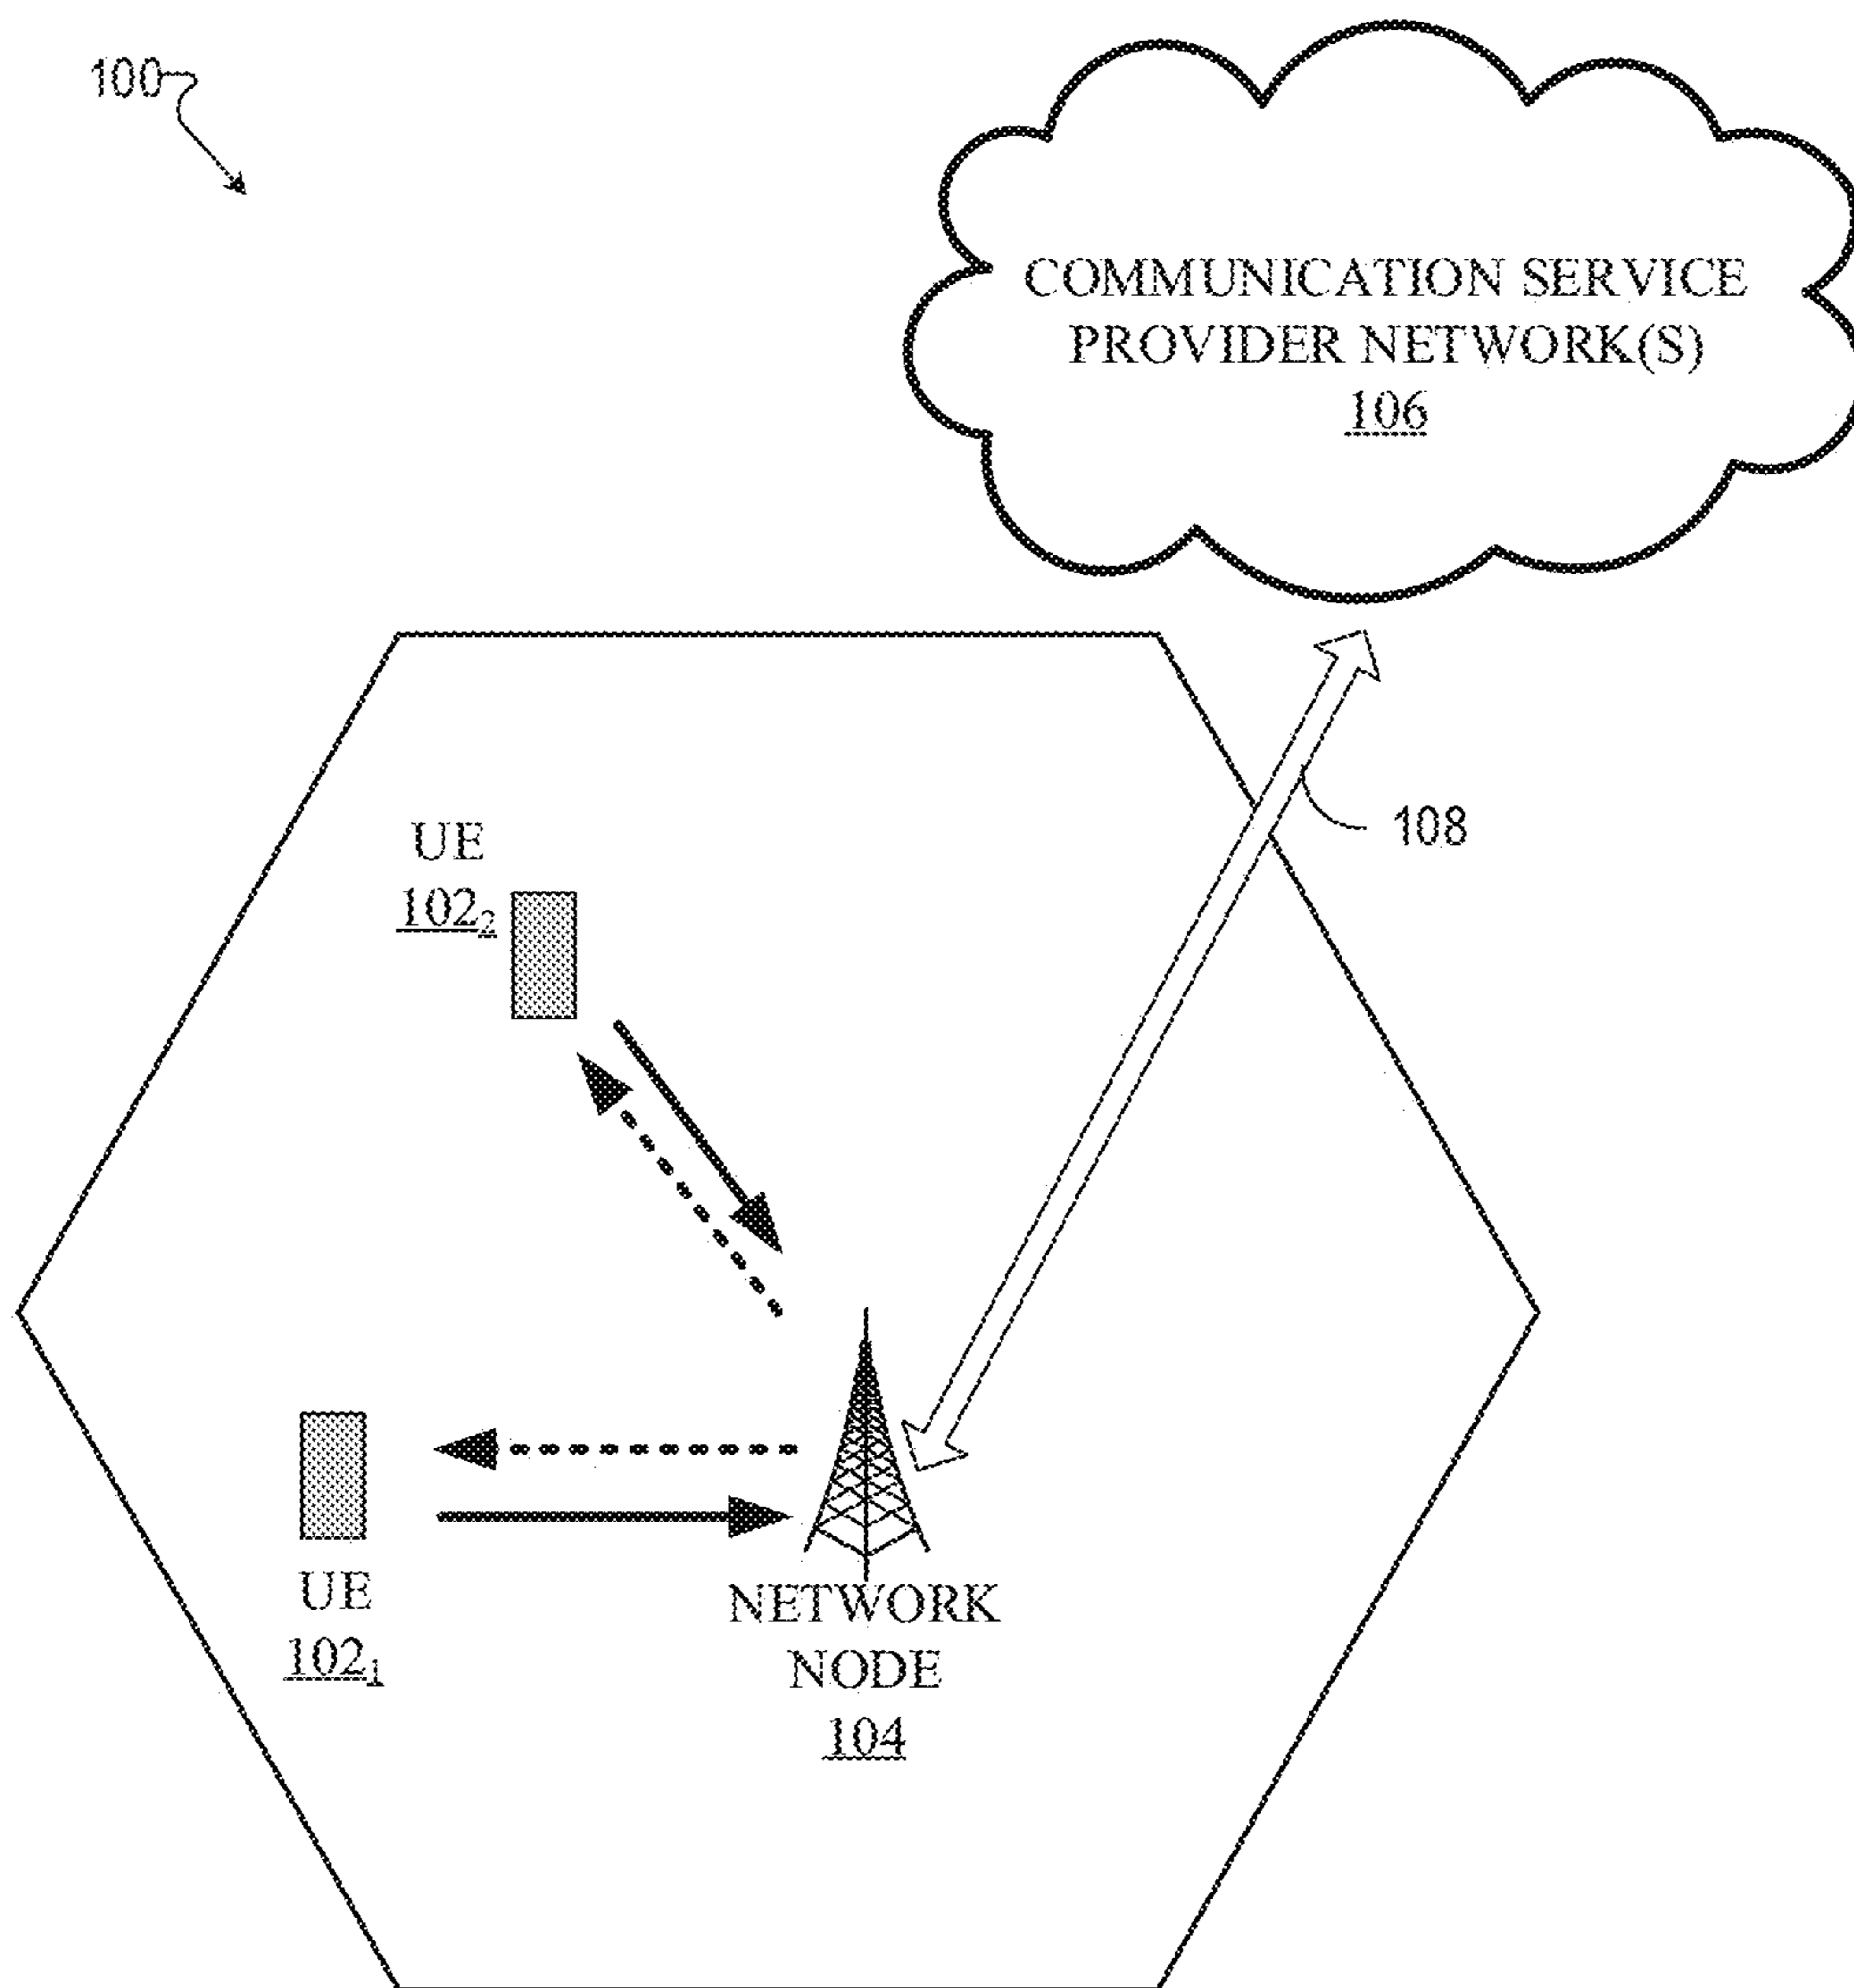 100
COMMUNICATION SERVICE
PROVIDER NETWORK(S)
106
108
UE
102₂
UE
102₁
NETWORK
NODE
104